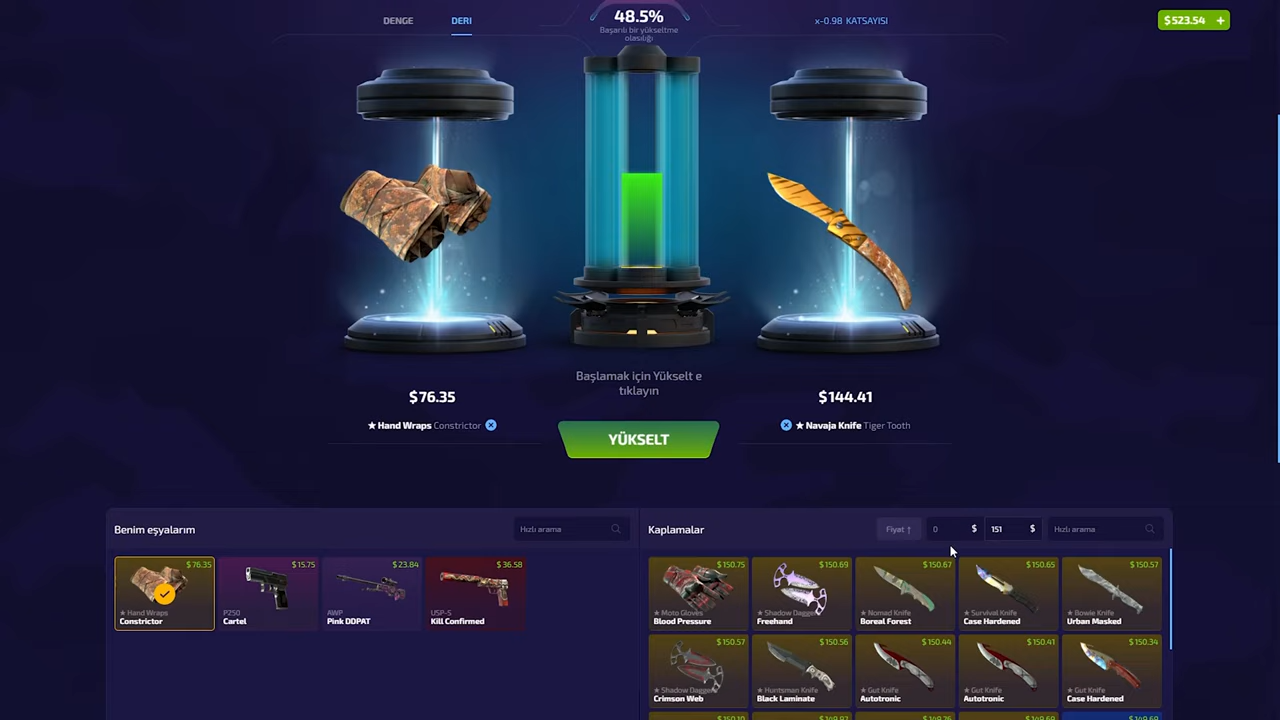 DENGE
DERI
48.5%
Başarılı bir yükseltme
olasılığı
x-0.98 KATSAYISI
$523.54 +
$76.35
★ Hand Wraps Constrictor
Başlamak için Yükselt e
tıklayın
YÜKSELT
$144.41
★ Navaja Knife Tiger Tooth
Benim eşyalarım
Hızlı arama
Kaplamalar
Fiyat ↑
0 $
151 $
Hızlı arama
$76.35
★ Hand Wraps
Constrictor
$15.75
P250
Cartel
$23.84
AWP
Pink DDPAT
$36.58
USP-S
Kill Confirmed
$150.75
★ Moto Gloves
Blood Pressure
$150.69
★ Shadow Dagger
Freehand
$150.67
★ Nomad Knife
Boreal Forest
$150.65
★ Survival Knife
Case Hardened
$150.57
★ Bowie Knife
Urban Masked
$150.57
★ Shadow Dagger
Crimson Web
$150.56
★ Huntsman Knife
Black Laminate
$150.44
★ Gut Knife
Autotronic
$150.41
★ Gut Knife
Autotronic
$150.34
★ Gut Knife
Case Hardened